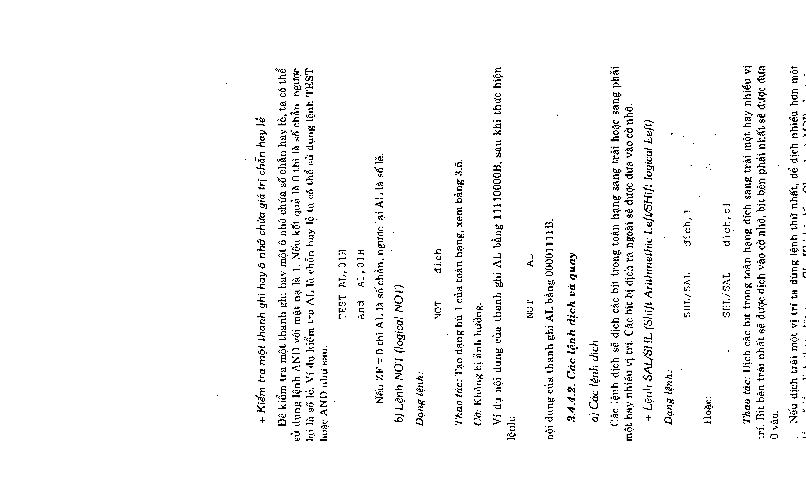 + Kiểm tra một thanh ghi hay ô nhớ chứa giá trị chẵn hay lẻ
Để kiểm tra một thanh ghi hay một ô nhớ chứa số chẵn hay lẻ, ta có thể
sử dụng lệnh AND với mặt nạ là 1. Nếu kết quả là 0 thì là số chẵn, ngược
lại là số lẻ. Ví dụ kiểm tra AL là chẵn hay lẻ ta có thể sử dụng lệnh TEST
hoặc AND như sau:
TEST AL,01H
and Al,01H
Nếu ZF = 0 thì AL là số chẵn, ngược lại AL là số lẻ.
b) Lệnh NOT (logical NOT)
Dạng lệnh:
NOT đích
Thao tác: Tạo dạng bù 1 của toán hạng, xem bảng 3.5.
Cờ: Không bị ảnh hưởng.
Ví dụ nội dung của thanh ghi AL bằng 11110000B, sau khi thực hiện
lệnh:
NOT AL
nội dung của thanh ghi AL bằng 00001111B.
3.4.4.2. Các lệnh dịch và quay
a) Các lệnh dịch
Các lệnh dịch sẽ dịch các bit trong toán hạng sang trái hoặc sang phải
một hay nhiều vị trí. Các bit bị dịch ra ngoài sẽ được đưa vào cờ nhớ.
+ Lệnh SAL/SHL (Shift Arithmethic Left/SHift logical Left)
Dạng lệnh:
SHL/SAL đích,1
Hoặc:
SHL/SAL đích,cl
Thao tác: Dịch các bit trong toán hạng đích sang trái một hay nhiều vị
trí. Bit bên trái nhất sẽ được dịch vào cờ nhớ, bit bên phải nhất sẽ được đưa
0 vào.
Nếu dịch trái một vị trí ta dùng lệnh thứ nhất, để dịch nhiều hơn một